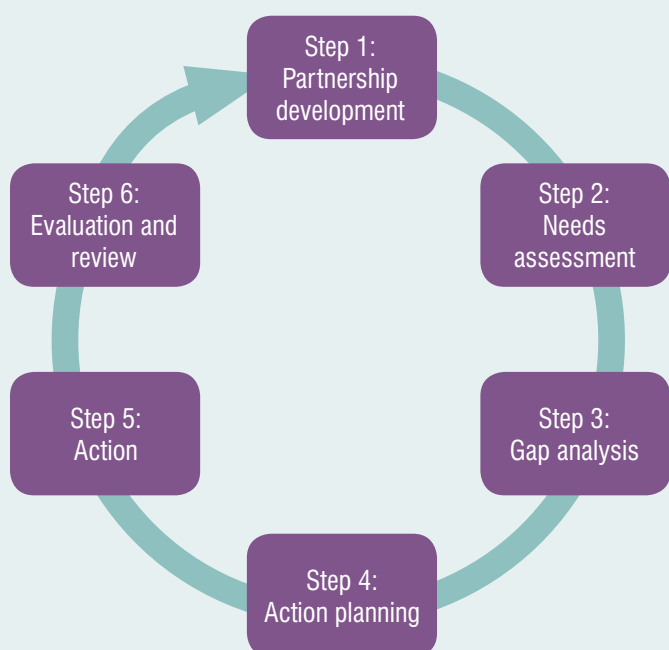 Step 1:
Partnership
development
Step 2:
Needs
assessment
Step 3:
Gap analysis
Step 4:
Action planning
Step 5:
Action
Step 6:
Evaluation and
review